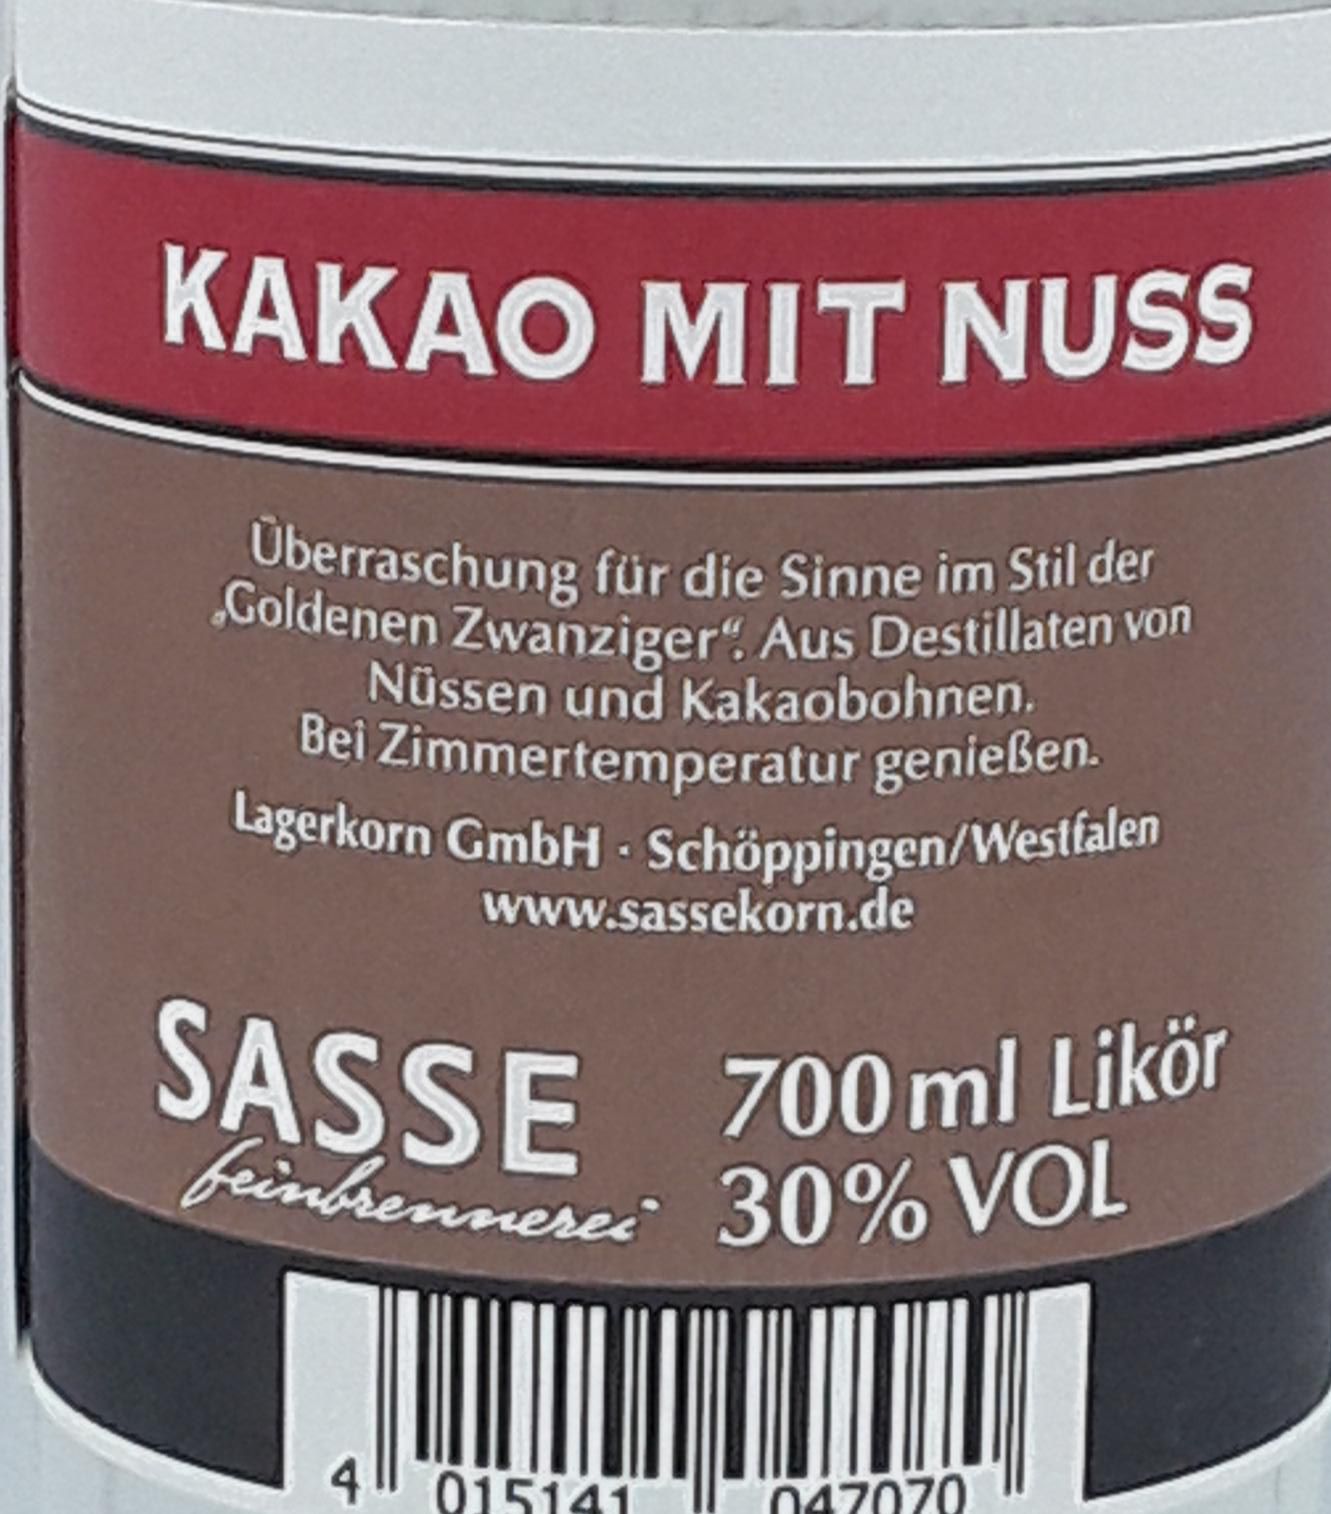 KAKAO MIT NUSS
Überraschung für die Sinne im Stil der
„Goldenen Zwanziger“. Aus Destillaten von
Nüssen und Kakaobohnen.
Bei Zimmertemperatur genießen.
Lagerkorn GmbH · Schöppingen/Westfalen
www.sassekorn.de
SASSE
feinbrennerei
700 ml Likör
30% VOL
4 015141 047070